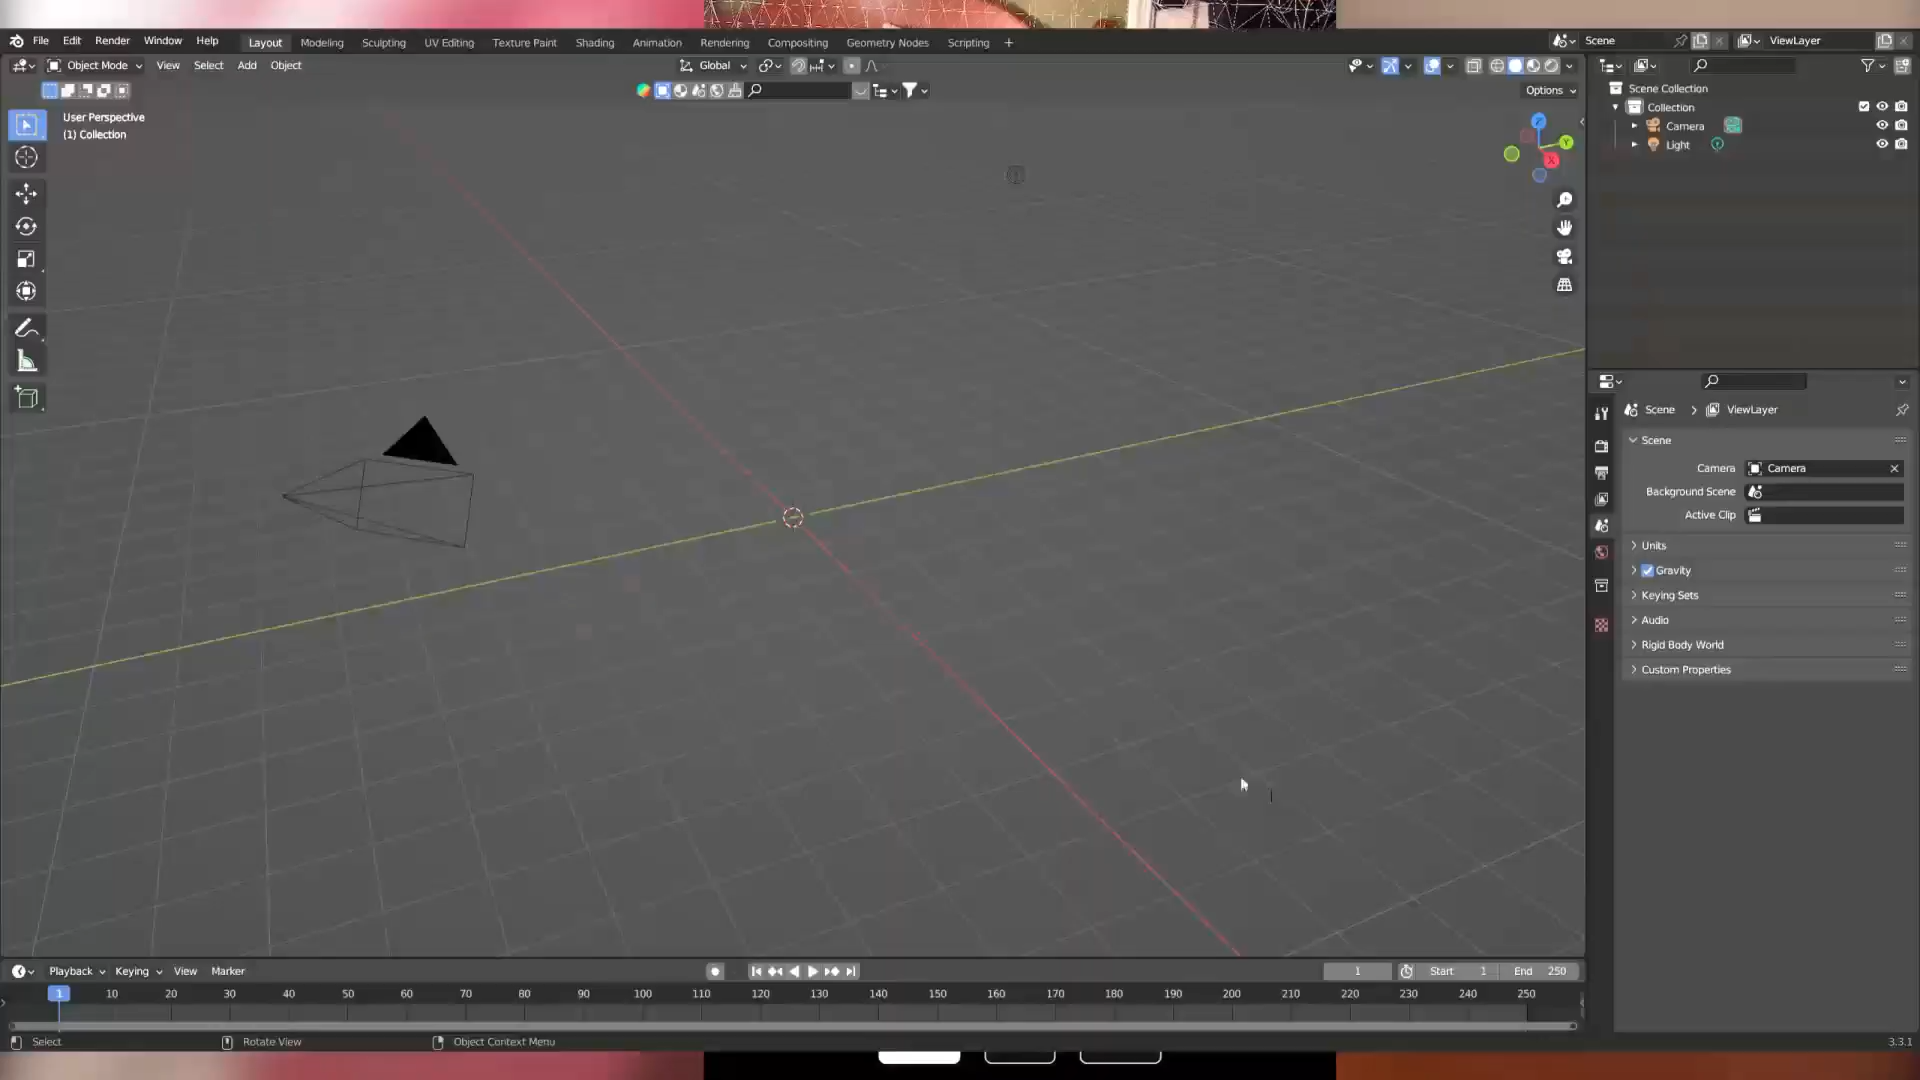 File Edit Render Window Help Layout Modeling Sculpting UV Editing Texture Paint Shading Animation Rendering Compositing Geometry Nodes Scripting + Scene ViewLayer
Object Mode View Select Add Object Global
Options
User Perspective
(1) Collection
Z
Y
X
Scene Collection
Collection
Camera
Light
Scene > ViewLayer
Scene
Camera Camera
Background Scene
Active Clip
Units
Gravity
Keying Sets
Audio
Rigid Body World
Custom Properties
Playback Keying View Marker 1 Start 1 End 250
1 10 20 30 40 50 60 70 80 90 100 110 120 130 140 150 160 170 180 190 200 210 220 230 240 250
Select Rotate View Object Context Menu 3.3.1